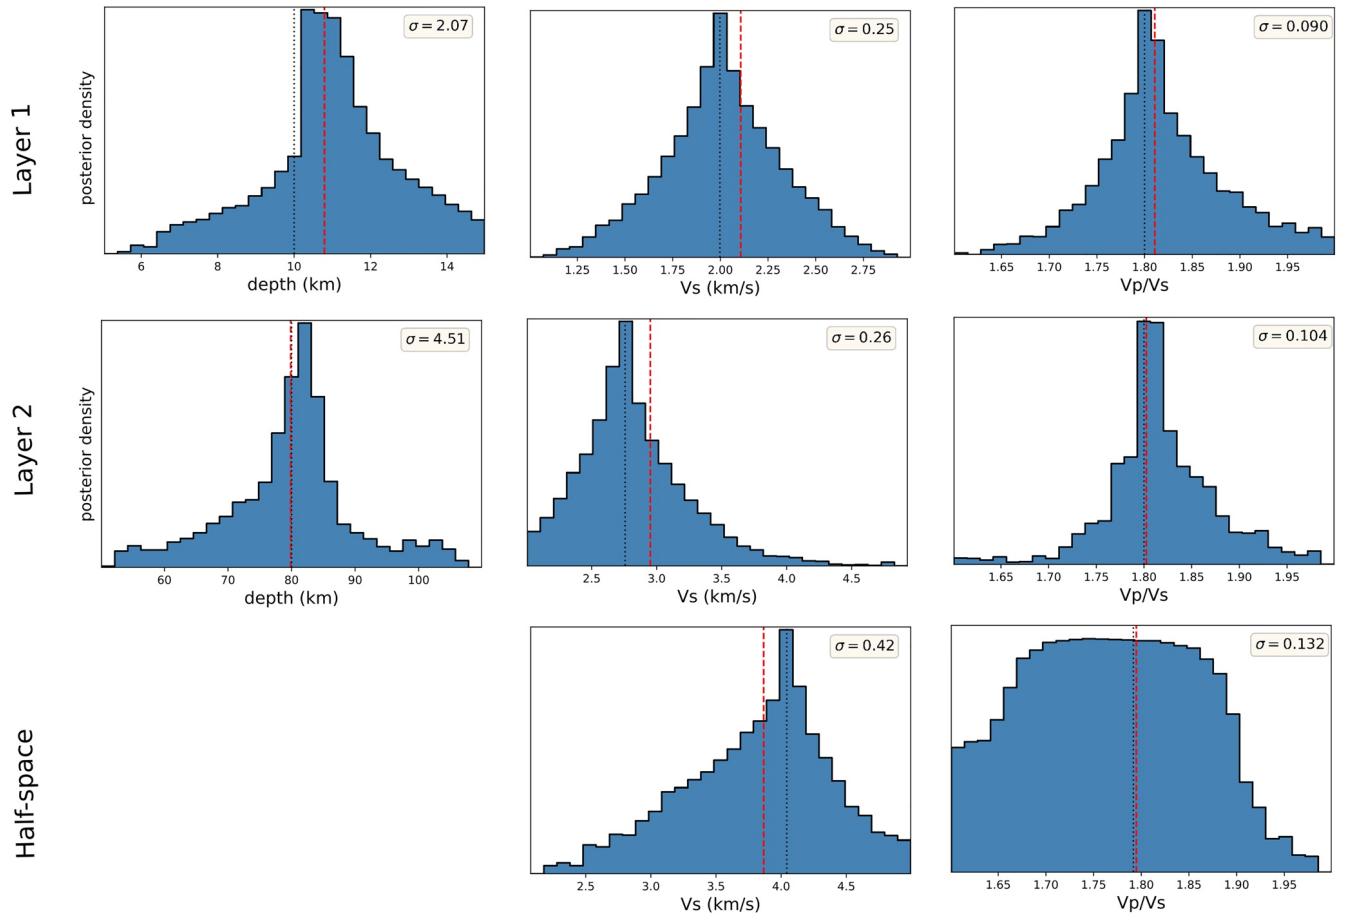 Layer 1
posterior density
σ = 2.07
6 8 10 12 14
depth (km)
σ = 0.25
1.25 1.50 1.75 2.00 2.25 2.50 2.75
Vs (km/s)
σ = 0.090
1.65 1.70 1.75 1.80 1.85 1.90 1.95
Vp/Vs
Layer 2
posterior density
σ = 4.51
60 70 80 90 100
depth (km)
σ = 0.26
2.5 3.0 3.5 4.0 4.5
Vs (km/s)
σ = 0.104
1.65 1.70 1.75 1.80 1.85 1.90 1.95
Vp/Vs
Half-space
σ = 0.42
2.5 3.0 3.5 4.0 4.5
Vs (km/s)
σ = 0.132
1.65 1.70 1.75 1.80 1.85 1.90 1.95
Vp/Vs